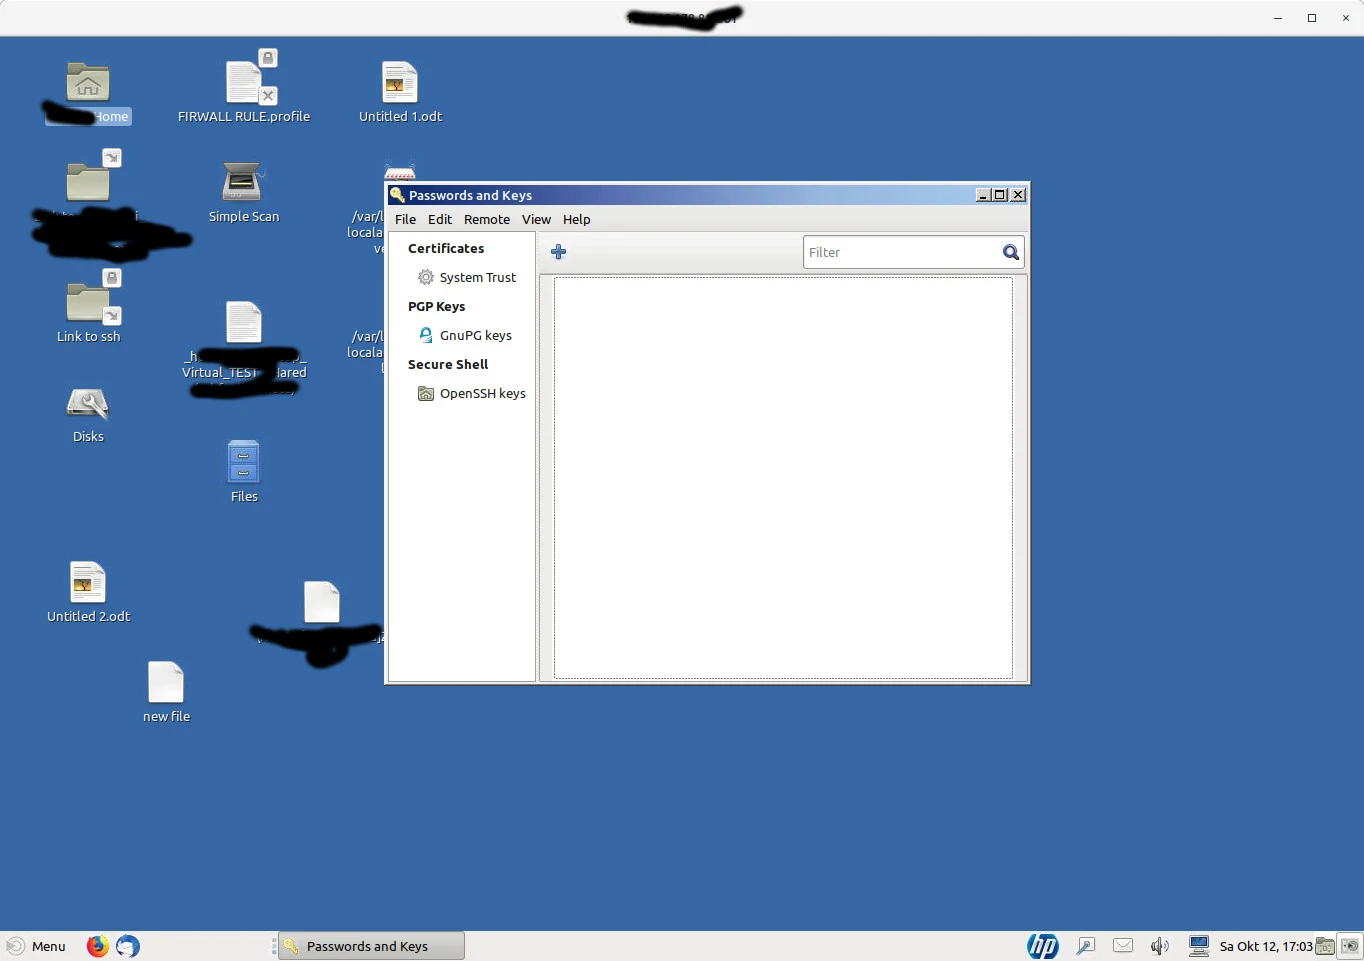 Home
FIRWALL RULE.profile
Untitled 1.odt
Simple Scan
/var/l
locala
ve
Link to ssh
Virtual_TEST
ared
/var/l
locala
Disks
Files
Untitled 2.odt
new file
Passwords and Keys
File Edit Remote View Help
Certificates
System Trust
PGP Keys
GnuPG keys
Secure Shell
OpenSSH keys
Filter
Menu
Passwords and Keys
hp
Sa Okt 12, 17:03